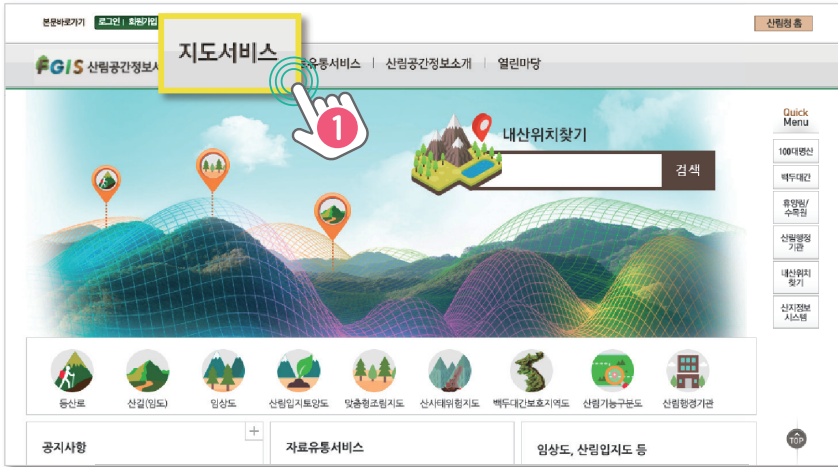 본문바로가기 로그인 | 회원가입 산림청 홈
FGIS 산림공간정보 지도서비스 유통서비스 | 산림공간정보소개 | 열린마당
1
내산위치찾기
검색
Quick
Menu
100대명산
백두대간
휴양림/
수목원
산림행정
기관
내산위치
찾기
산지정보
시스템
등산로 산길(임도) 임상도 산림입지토양도 맞춤형조림지도 산사태위험지도 백두대간보호지역도 산림기능구분도 산림행정기관
공지사항 + 자료유통서비스 임상도, 산림입지도 등
TOP